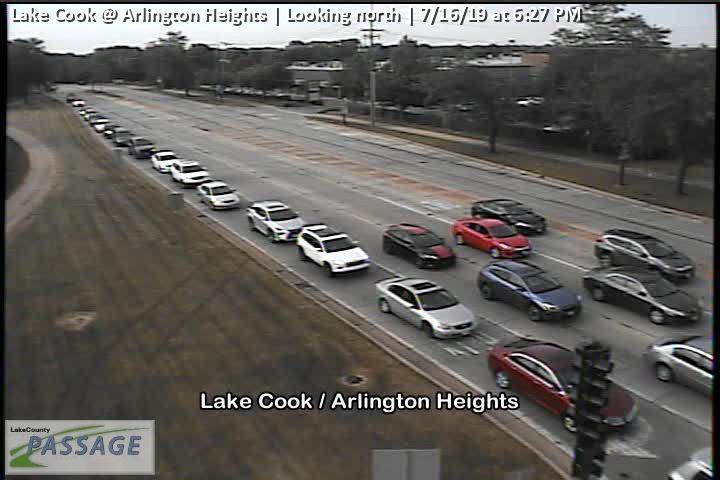 Lake Cook @ Arlington Heights | Looking north | 7/16/19 at 6:27 PM
Lake Cook / Arlington Heights
LakeCounty
PASSAGE